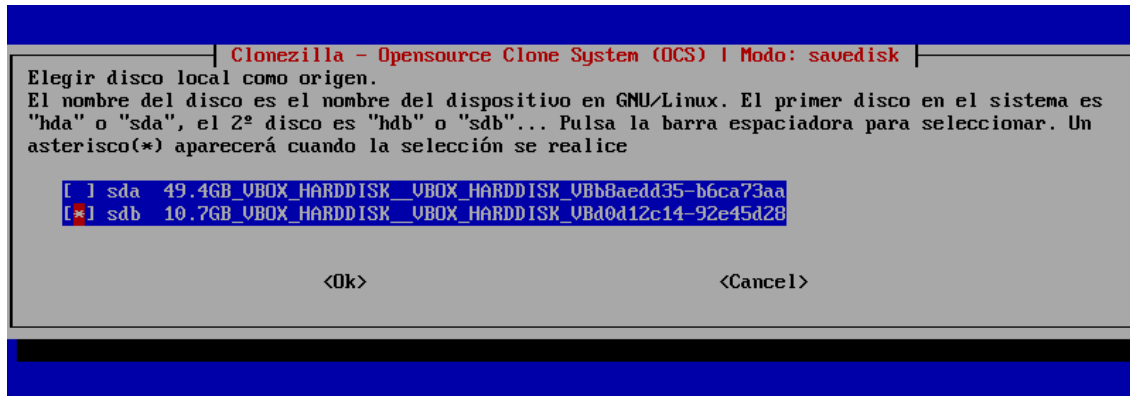 Clonezilla - Opensource Clone System (OCS) | Modo: savedisk
Elegir disco local como origen.
El nombre del disco es el nombre del dispositivo en GNU/Linux. El primer disco en el sistema es
"hda" o "sda", el 2º disco es "hdb" o "sdb"... Pulsa la barra espaciadora para seleccionar. Un
asterisco(*) aparecerá cuando la selección se realice
[ ] sda 49.4GB_VBOX_HARDDISK__VBOX_HARDDISK_VBb8aedd35-b6ca73aa
[*] sdb 10.7GB_VBOX_HARDDISK__VBOX_HARDDISK_VBd0d12c14-92e45d28
<Ok> <Cancel>